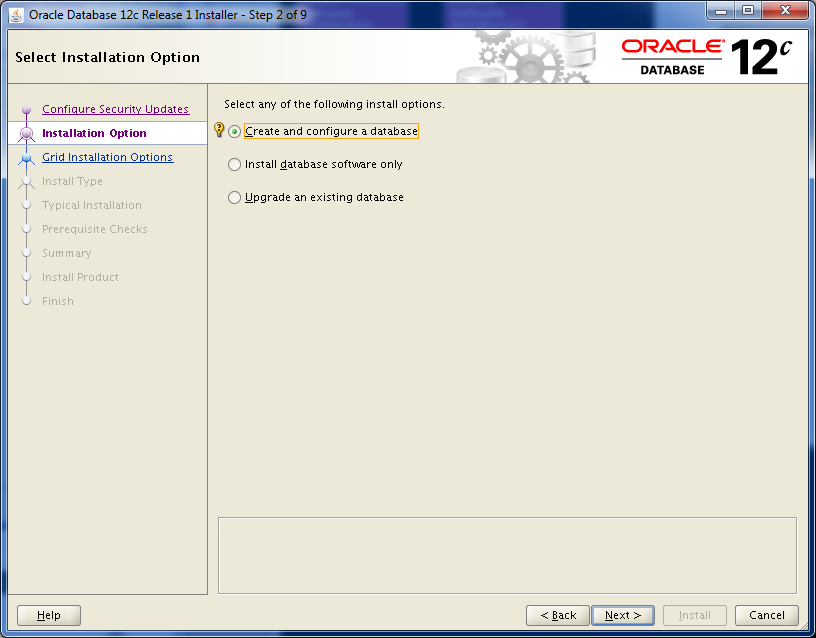 Oracle Database 12c Release 1 Installer - Step 2 of 9
Select Installation Option
ORACLE
DATABASE
12c
Configure Security Updates
Installation Option
Grid Installation Options
Install Type
Typical Installation
Prerequisite Checks
Summary
Install Product
Finish
Select any of the following install options.
Create and configure a database
Install database software only
Upgrade an existing database
Help
< Back
Next >
Install
Cancel